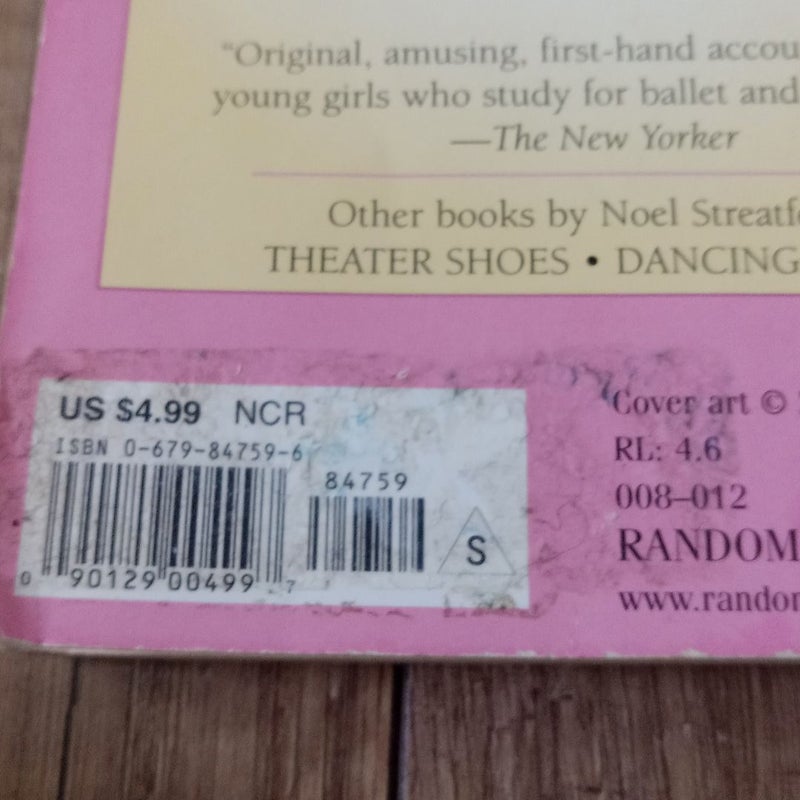 "Original, amusing, first-hand accou
young girls who study for ballet and
—The New Yorker
Other books by Noel Streatfe
THEATER SHOES • DANCING
US $4.99 NCR
ISBN 0-679-84759-6
84759
S
0 90129 00499 7
Cover art ©
RL: 4.6
008–012
RANDOM
www.random